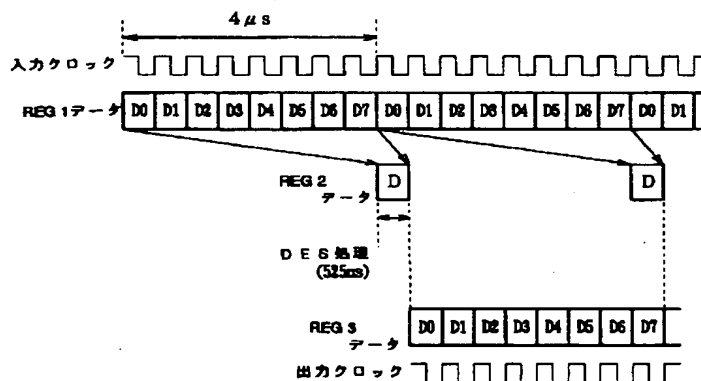 4μs
入力クロック
REG 1データ D0 D1 D2 D3 D4 D5 D6 D7 D0 D1 D2 D3 D4 D5 D6 D7 D0 D1
REG 2 D D
データ
DES処理
(525ns)
REG 3 D0 D1 D2 D3 D4 D5 D6 D7
データ
出力クロック